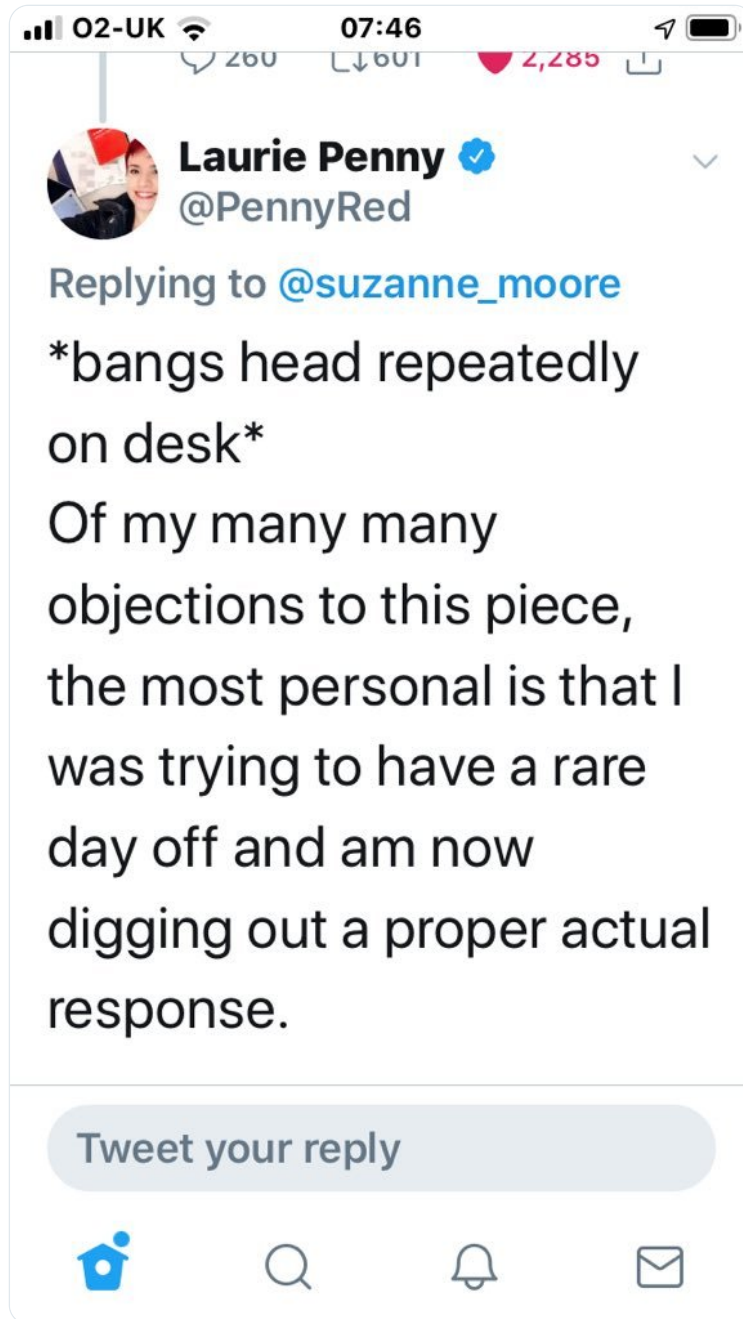 O2-UK 07:46
260 601 2,285
Laurie Penny
@PennyRed
Replying to @suzanne_moore
*bangs head repeatedly
on desk*
Of my many many
objections to this piece,
the most personal is that I
was trying to have a rare
day off and am now
digging out a proper actual
response.
Tweet your reply